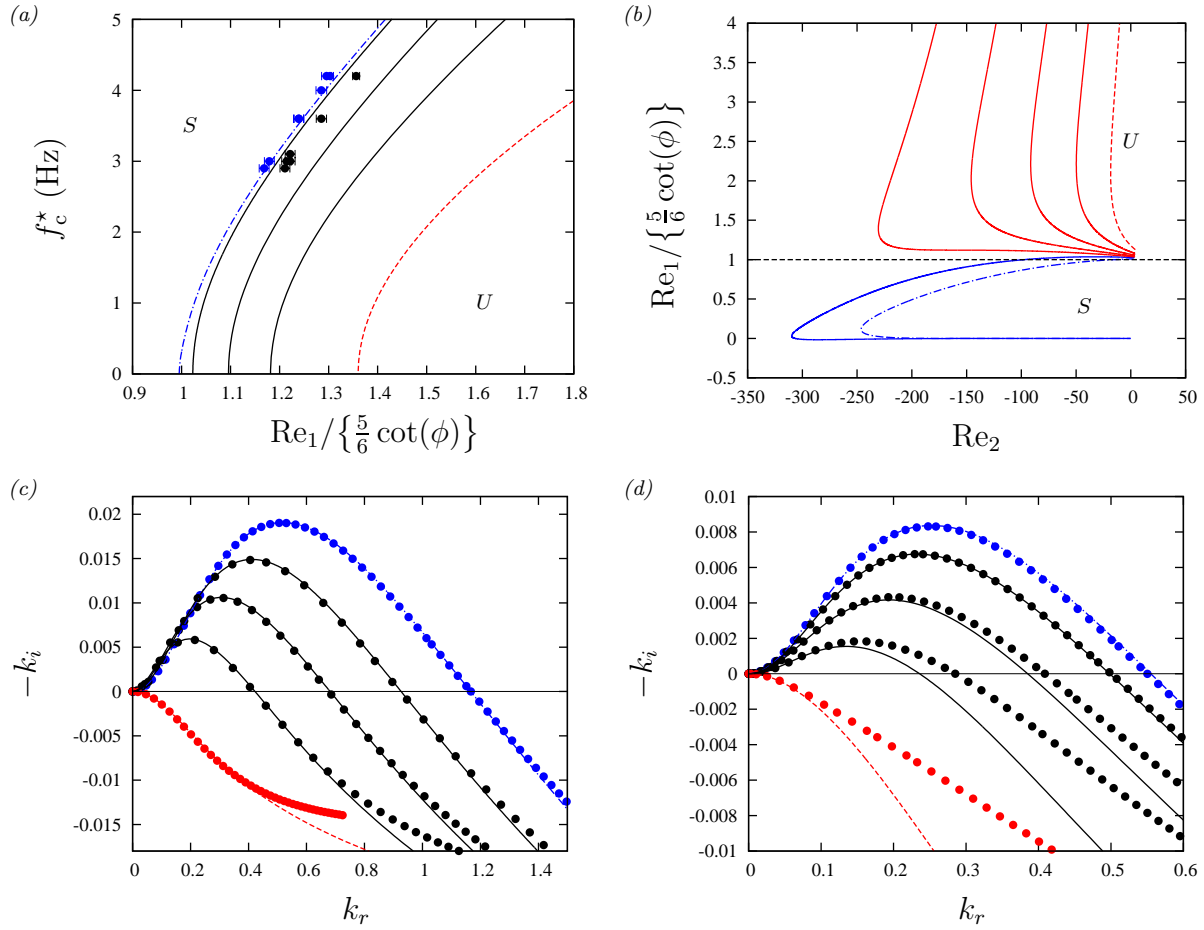 (a)
5
4
3
2
1
0
f_c^⋆ (Hz)
S
U
0.9 1 1.1 1.2 1.3 1.4 1.5 1.6 1.7 1.8
Re₁/{5/6 cot(ϕ)}
(b)
4
3.5
3
2.5
2
1.5
1
0.5
0
-0.5
Re₁/{5/6 cot(ϕ)}
U
S
-350 -300 -250 -200 -150 -100 -50 0 50
Re₂
(c)
0.02
0.015
0.01
0.005
0
-0.005
-0.01
-0.015
−k_i
0 0.2 0.4 0.6 0.8 1 1.2 1.4
k_r
(d)
0.01
0.008
0.006
0.004
0.002
0
-0.002
-0.004
-0.006
-0.008
-0.01
−k_i
0 0.1 0.2 0.3 0.4 0.5 0.6
k_r